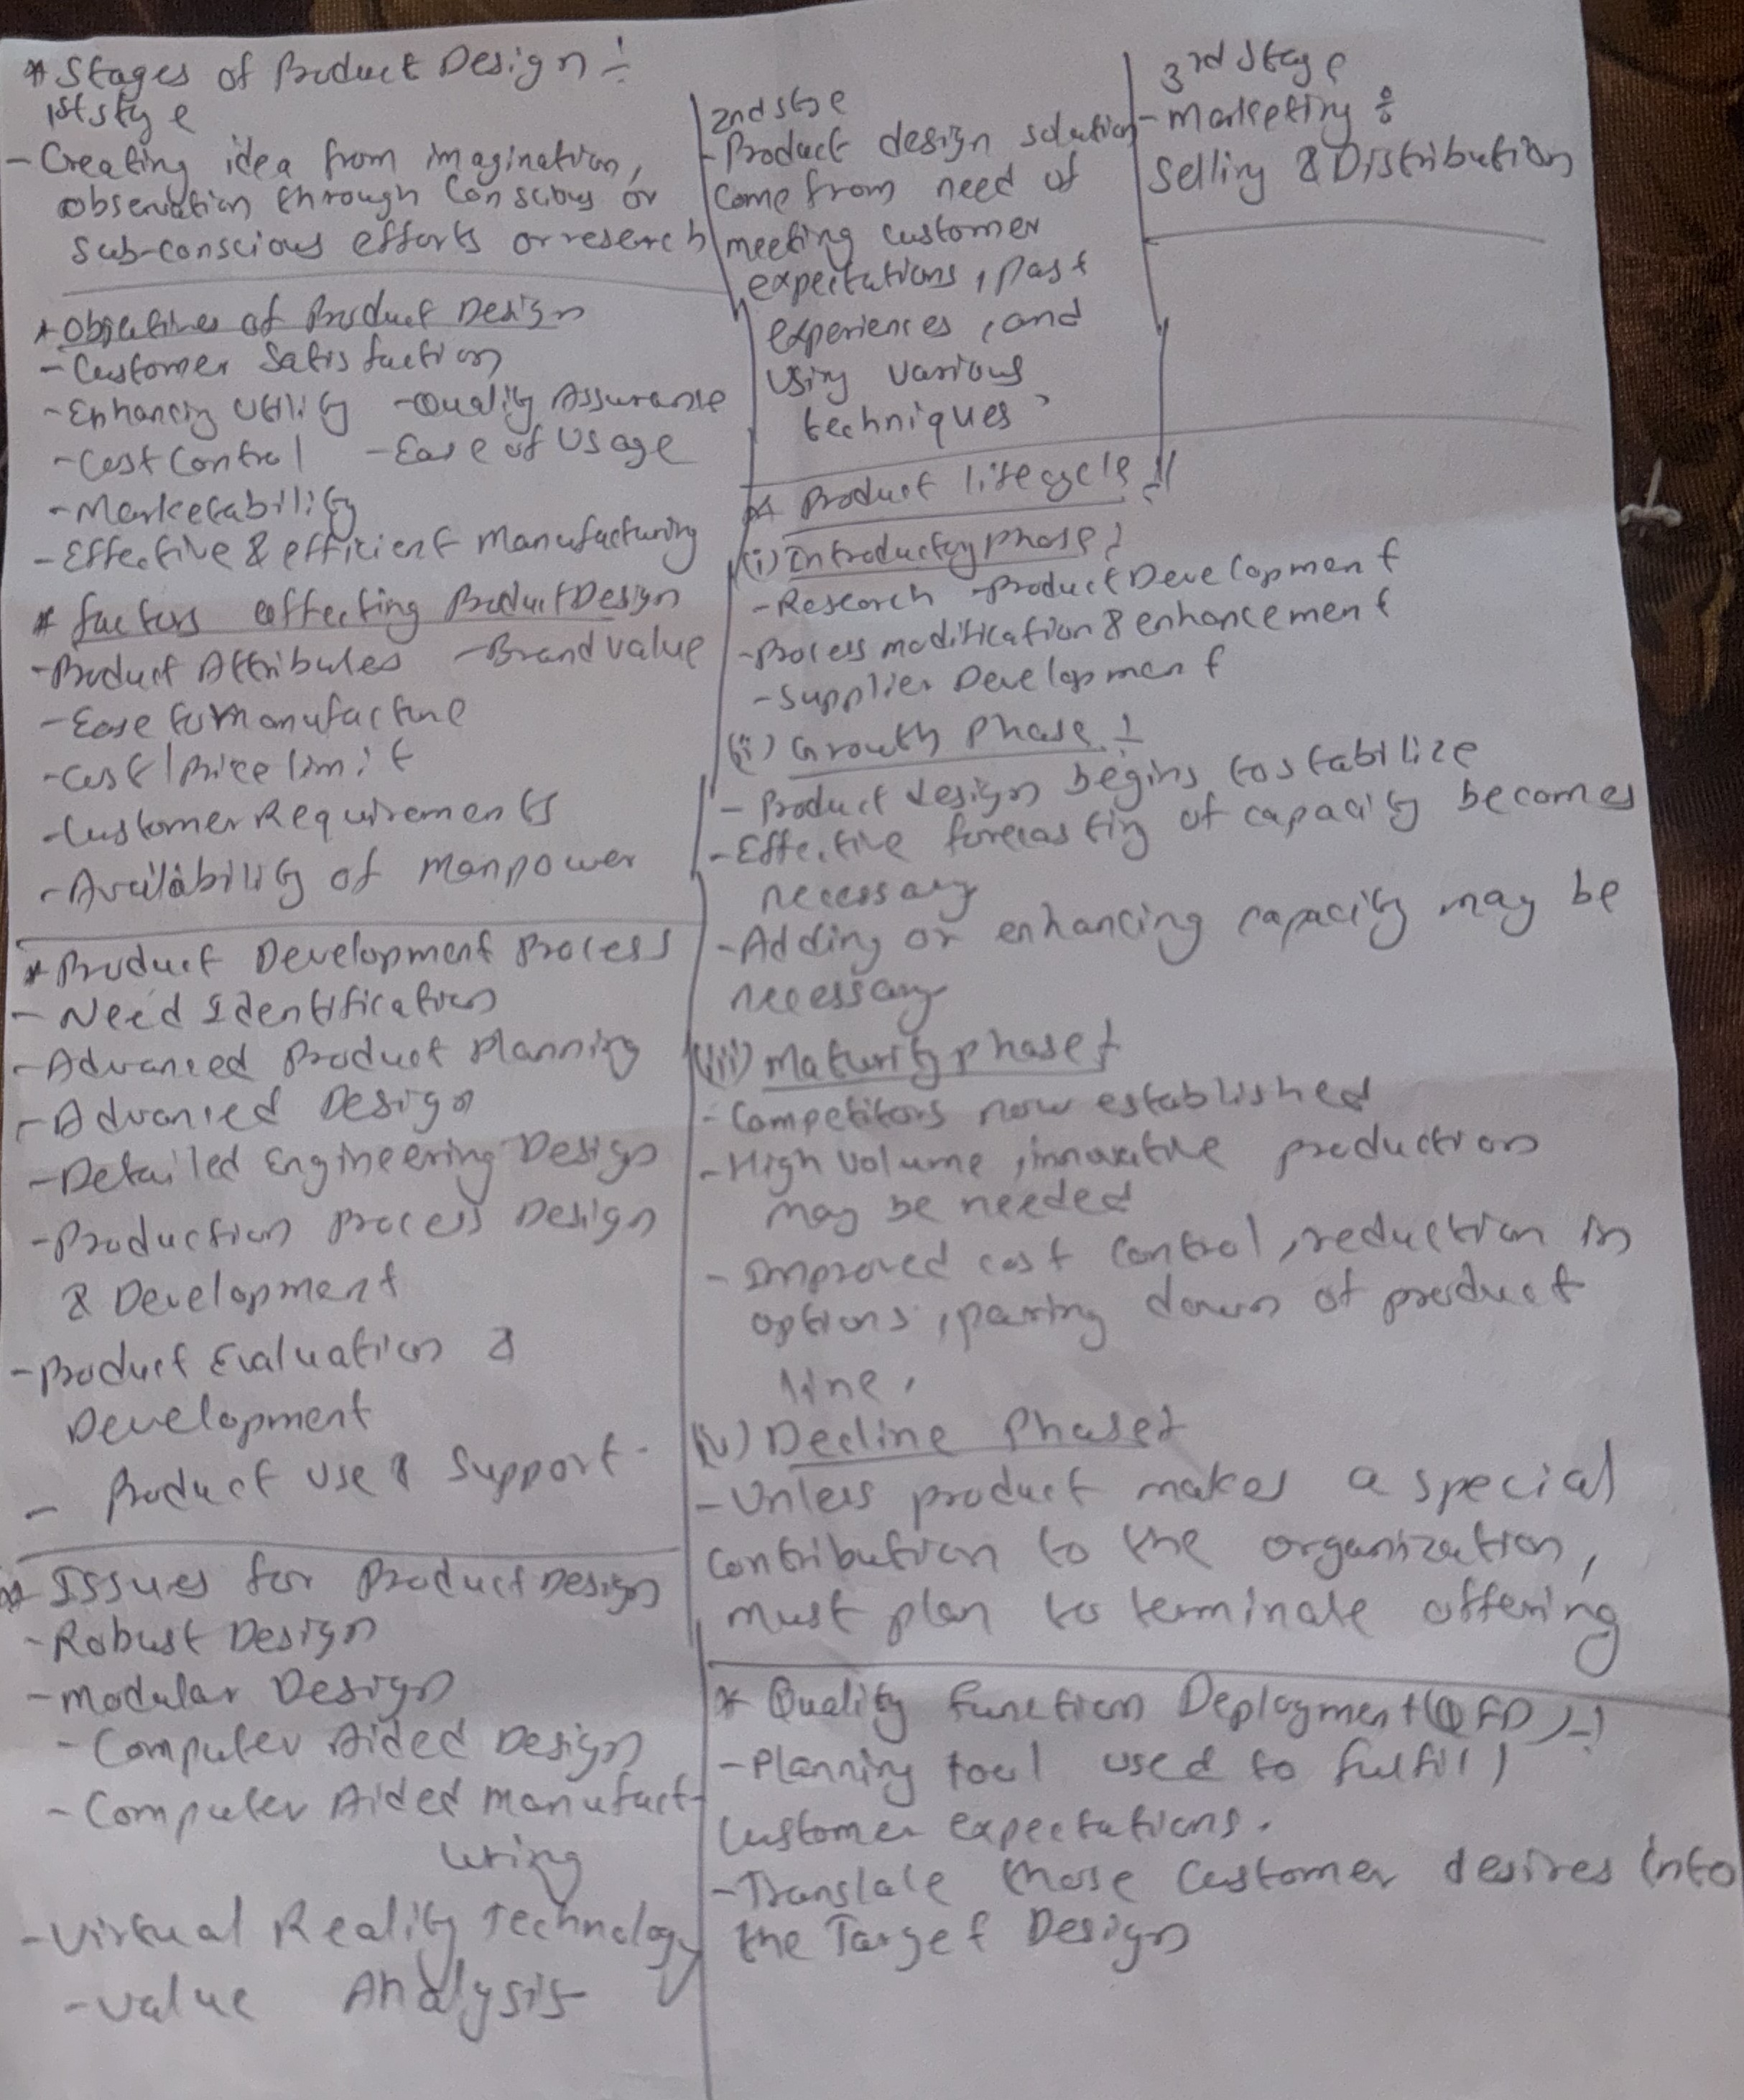 * Stages of Product Design :-
1st stge
- Creating idea from imagination,
observation through Conscious or
Sub-conscious efforts or reserch
2nd stge
- Product design solution
come from need of
meeting customer
expectations, past
experiences, and
using various
techniques
3rd stage
- Marketing :
Selling & Distribution
* Objectives of Product Design
- Customer Satisfaction
- Enhancing Utility - Quality Assurance
- Cost Control - Ease of Usage
- Marketability
- Effective & efficient manufacturing
* factors affecting Product Design
- Product Attributes - Brand value
- Ease to Manufacture
- Cost / Price limit
- Customer Requirements
- Availability of manpower
* Product Development Process
- Need Identification
- Advanced Product Planning
- Advanced Design
- Detailed Engineering Design
- Production Process Design
& Development
- Product Evaluation &
Development
- Product Use & Support
* Issues for Product Design
- Robust Design
- Modular Design
- Computer Aided Design
- Computer Aided Manufact-
uring
- Virtual Reality Technology
- value Analysis
* Product lifecycle :-
(i) Introductory phase :
- Research - Product Development
- Process modification & enhancement
- Supplier Development
(ii) Growth Phase :-
- Product design begins to stabilize
- Effective forecasting of capacity becomes
necessary
- Adding or enhancing capacity may be
necessary
(iii) Maturity phase :
- Competitors now established
- High volume, innovative production
may be needed
- Improved cost control, reduction in
options, paring down of product
line.
(iv) Decline Phase :
- Unless product makes a special
contribution to the organization,
must plan to terminate offering
* Quality Function Deployment (QFD) :-
- Planning tool used to fulfill
customer expectations.
- Translate those customer desires into
the Target Design